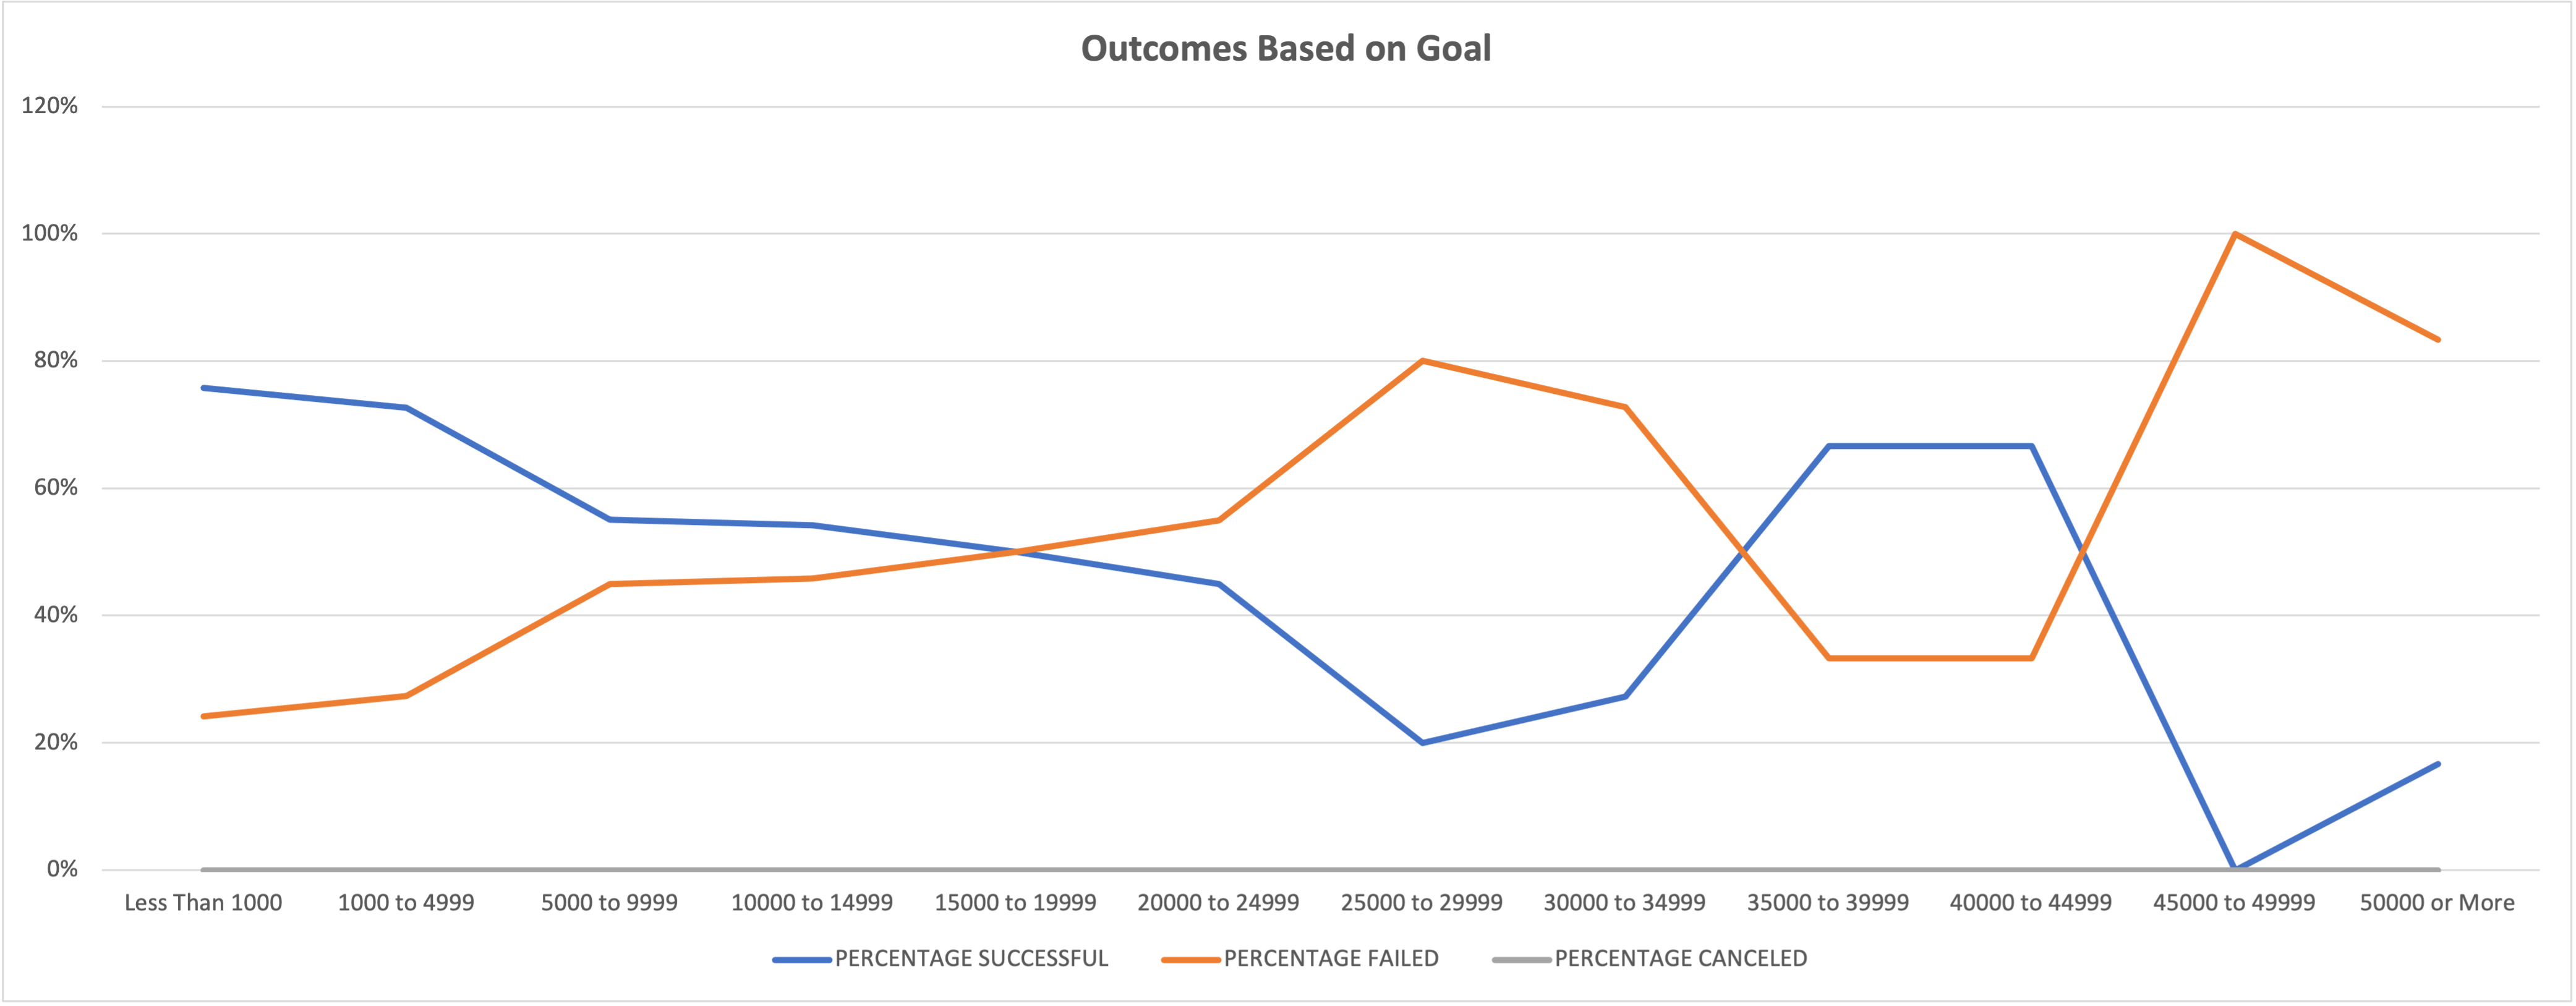 Outcomes Based on Goal
120%
100%
80%
60%
40%
20%
0%
Less Than 1000 1000 to 4999 5000 to 9999 10000 to 14999 15000 to 19999 20000 to 24999 25000 to 29999 30000 to 34999 35000 to 39999 40000 to 44999 45000 to 49999 50000 or More
PERCENTAGE SUCCESSFUL PERCENTAGE FAILED PERCENTAGE CANCELED